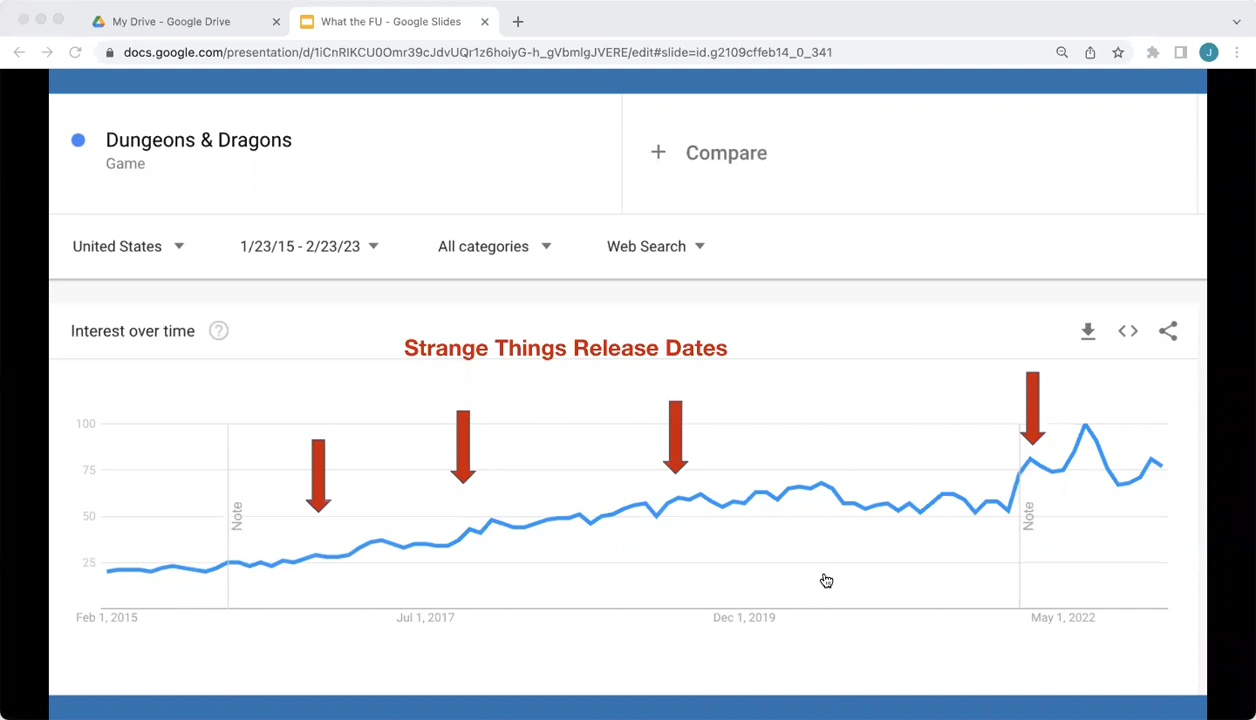 My Drive - Google Drive
What the FU - Google Slides
docs.google.com/presentation/d/1iCnRIKCU0Omr39cJdvUQr1z6hoiyG-h_gVbmlgJVERE/edit#slide=id.g2109cffeb14_0_341
J
Dungeons & Dragons
Game
+ Compare
United States
1/23/15 - 2/23/23
All categories
Web Search
Interest over time
?
Strange Things Release Dates
100
75
50
25
Note
Note
Feb 1, 2015
Jul 1, 2017
Dec 1, 2019
May 1, 2022